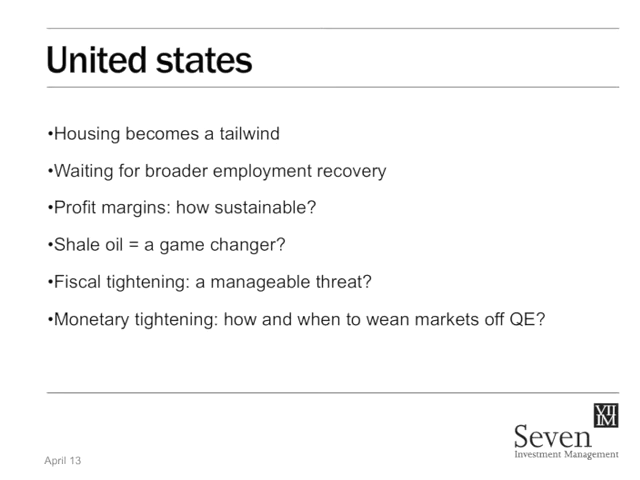 United states
•Housing becomes a tailwind
•Waiting for broader employment recovery
•Profit margins: how sustainable?
•Shale oil = a game changer?
•Fiscal tightening: a manageable threat?
•Monetary tightening: how and when to wean markets off QE?
VII
IM
Seven
Investment Management
April 13